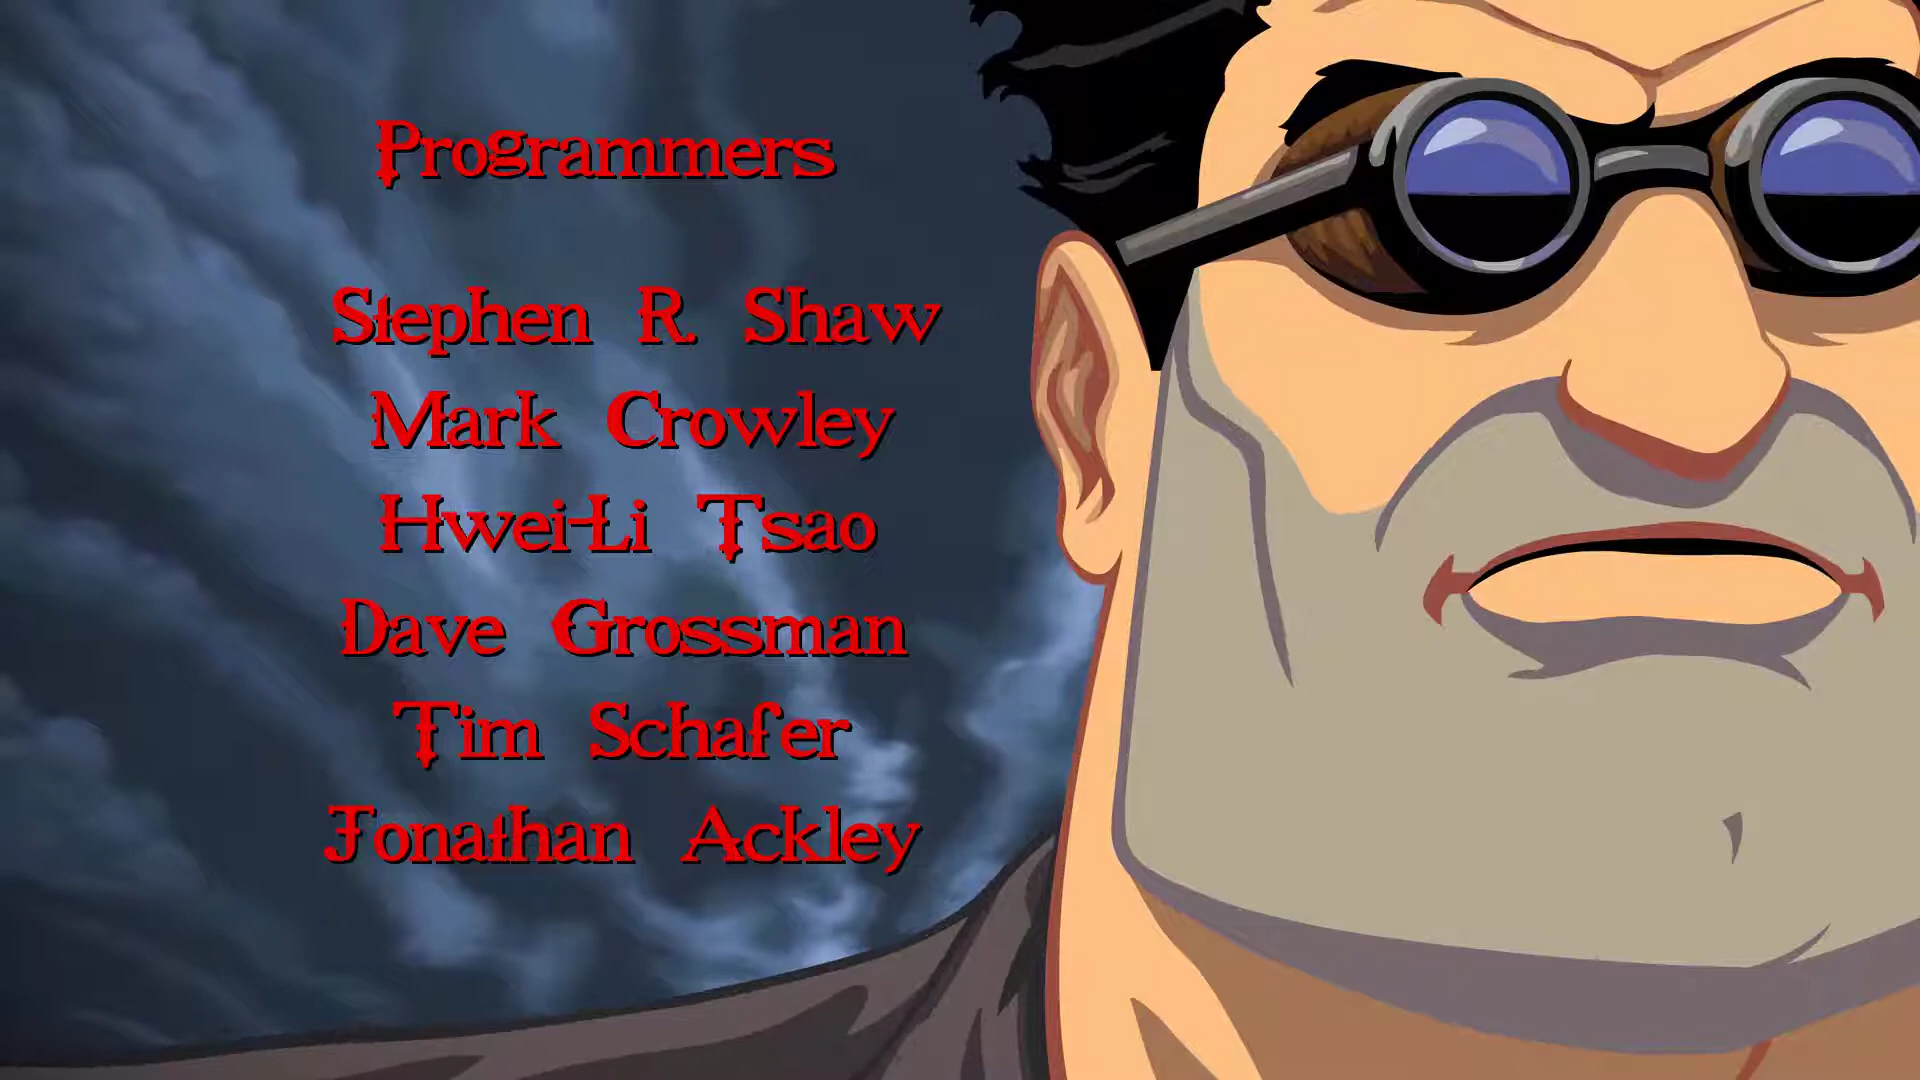 Programmers
Stephen R. Shaw
Mark Crowley
Hwei-Li Tsao
Dave Grossman
Tim Schafer
Jonathan Ackley